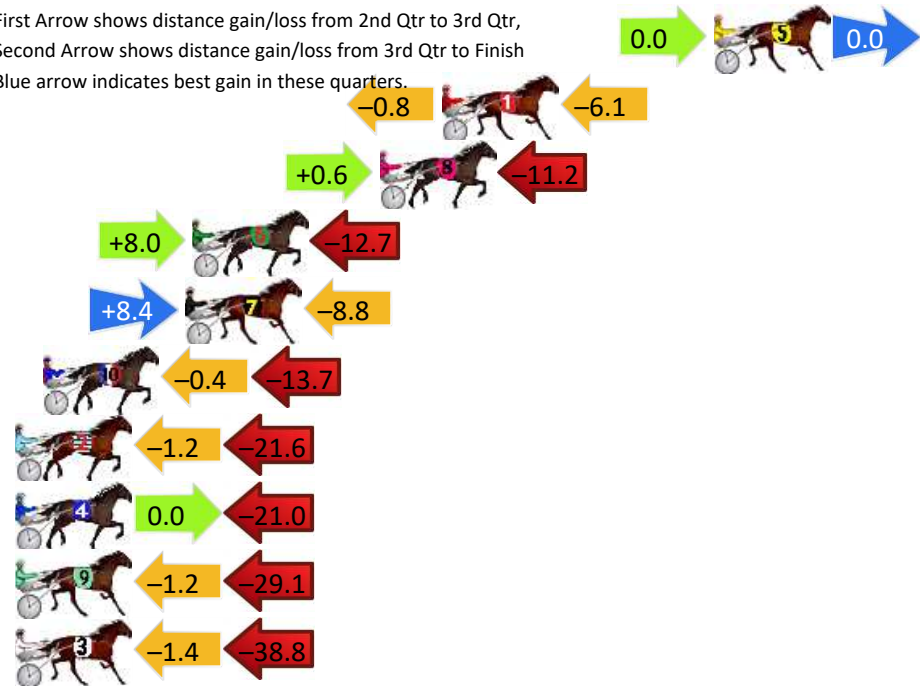 First Arrow shows distance gain/loss from 2nd Qtr to 3rd Qtr,
Second Arrow shows distance gain/loss from 3rd Qtr to Finish
Blue arrow indicates best gain in these quarters.
0.0 5 0.0
–0.8 1 –6.1
+0.6 8 –11.2
+8.0 6 –12.7
+8.4 7 –8.8
10 –0.4 –13.7
2 –1.2 –21.6
4 0.0 –21.0
9 –1.2 –29.1
3 –1.4 –38.8